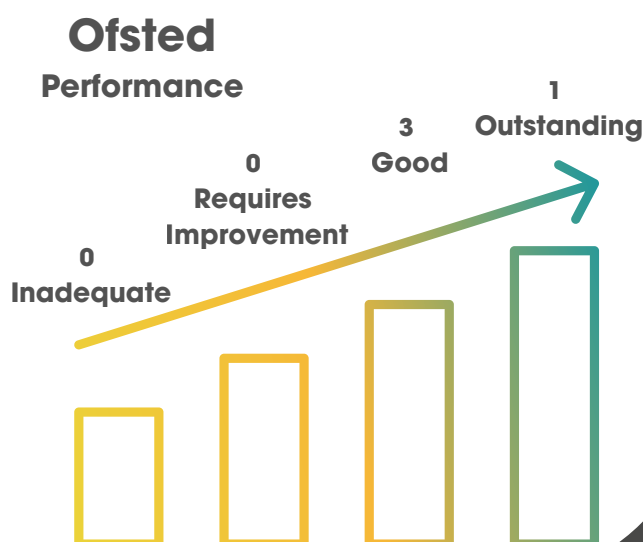 Ofsted
Performance
0
Inadequate
0
Requires
Improvement
3
Good
1
Outstanding